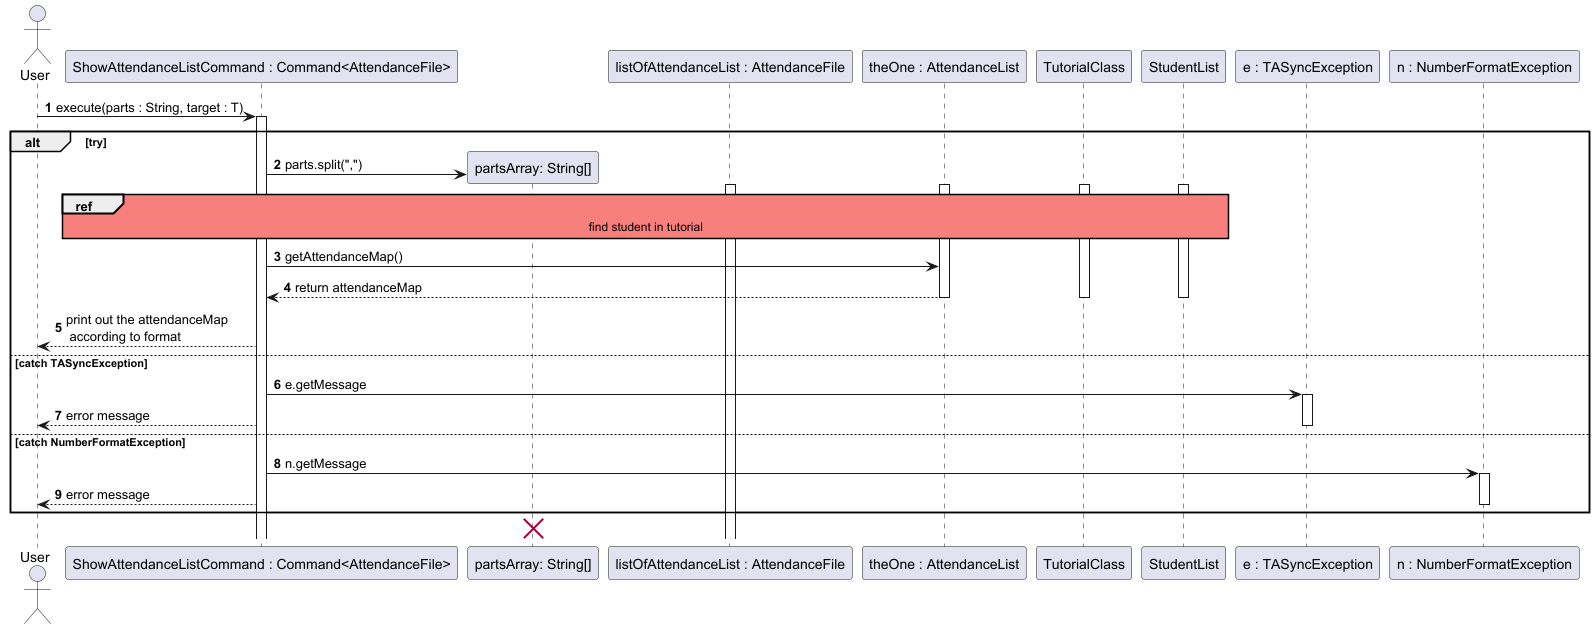 User
ShowAttendanceListCommand : Command<AttendanceFile>
listOfAttendanceList : AttendanceFile
theOne : AttendanceList
TutorialClass
StudentList
e : TASyncException
n : NumberFormatException
1 execute(parts : String, target : T)
alt
[try]
2 parts.split(",")
partsArray: String[]
ref
find student in tutorial
3 getAttendanceMap()
4 return attendanceMap
5 print out the attendanceMap
according to format
[catch TASyncException]
6 e.getMessage
7 error message
[catch NumberFormatException]
8 n.getMessage
9 error message
User
ShowAttendanceListCommand : Command<AttendanceFile>
partsArray: String[]
listOfAttendanceList : AttendanceFile
theOne : AttendanceList
TutorialClass
StudentList
e : TASyncException
n : NumberFormatException